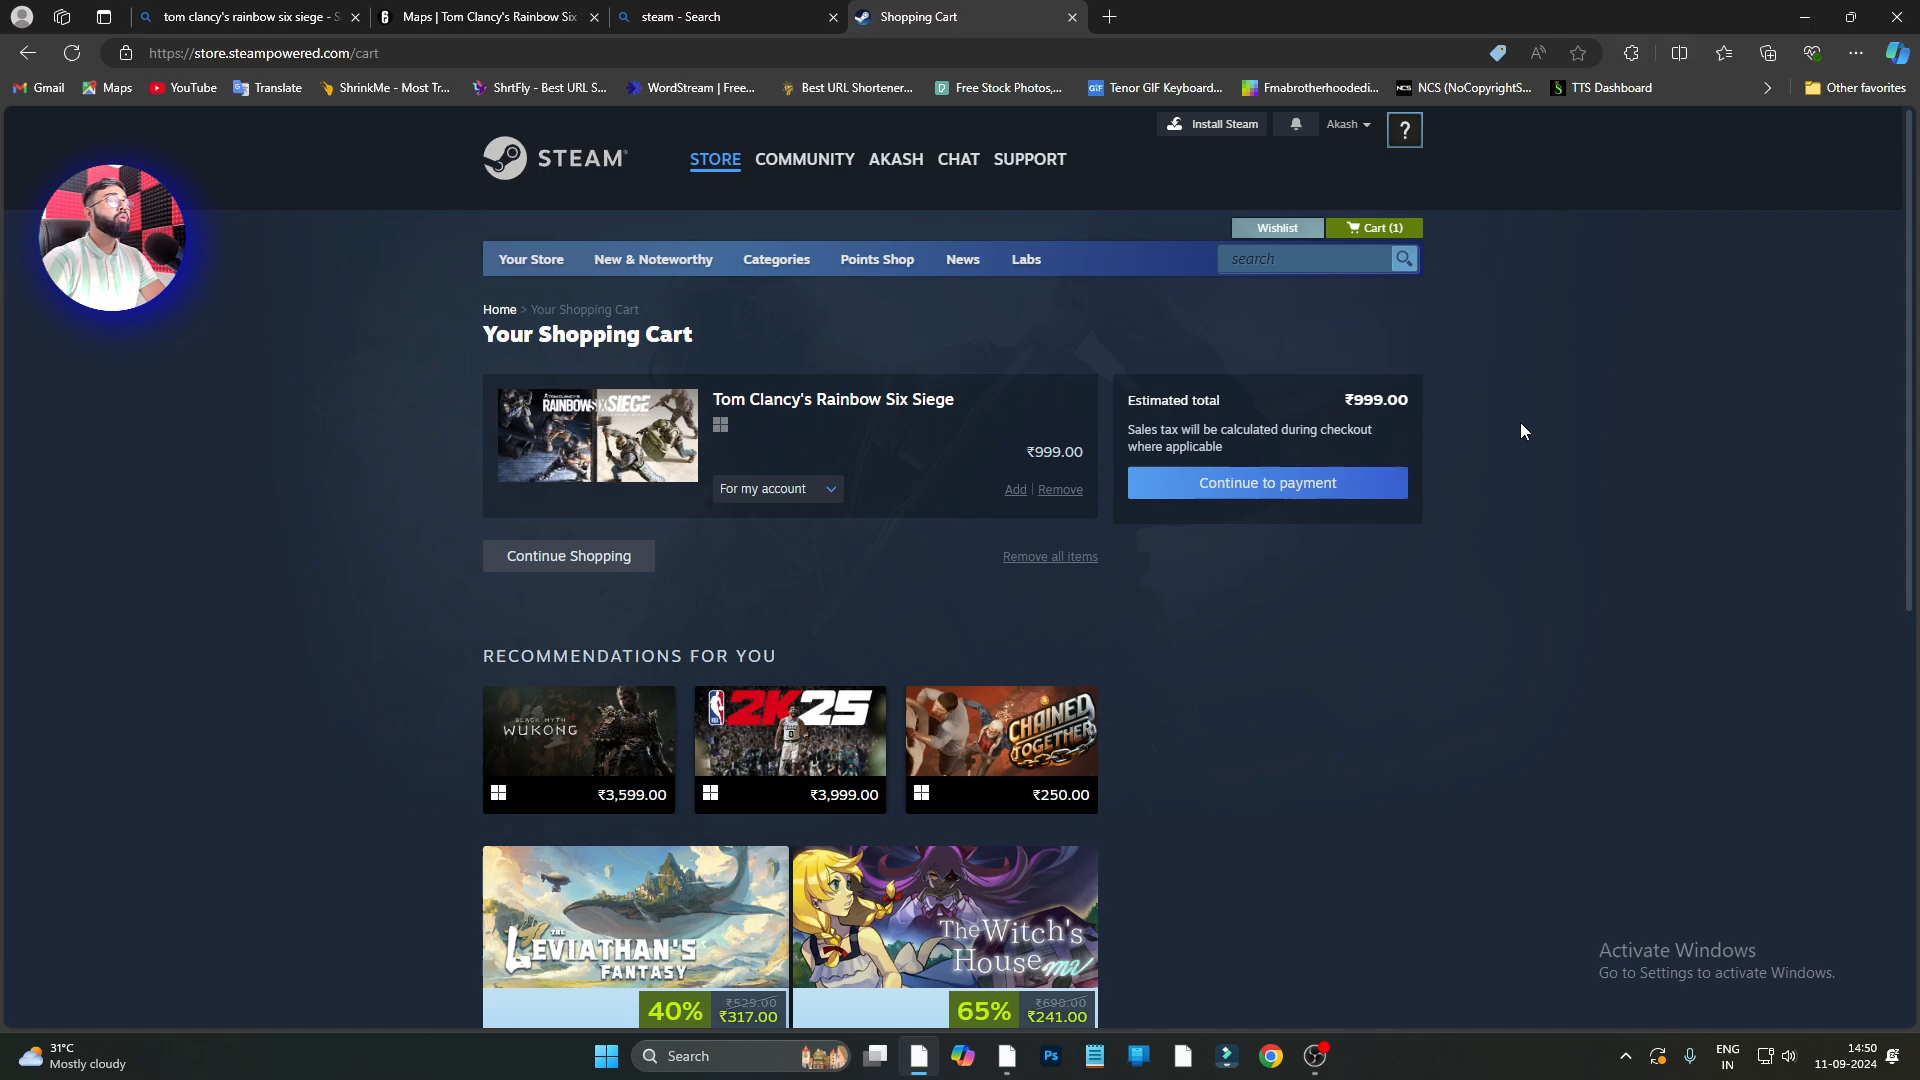 tom clancy's rainbow six siege - S
Maps | Tom Clancy's Rainbow Six
steam - Search
Shopping Cart
https://store.steampowered.com/cart
Gmail
Maps
YouTube
Translate
ShrinkMe - Most Tr...
ShrtFly - Best URL S...
WordStream | Free...
Best URL Shortener...
Free Stock Photos,...
Tenor GIF Keyboard...
Fmabrotherhoodedi...
NCS (NoCopyrightS...
TTS Dashboard
Other favorites
Install Steam
Akash
?
STEAM
STORE COMMUNITY AKASH CHAT SUPPORT
Wishlist
Cart (1)
Your Store
New & Noteworthy
Categories
Points Shop
News
Labs
search
Home > Your Shopping Cart
Your Shopping Cart
RAINBOW SIX SIEGE
Tom Clancy's Rainbow Six Siege
₹999.00
For my account
Add | Remove
Estimated total ₹999.00
Sales tax will be calculated during checkout
where applicable
Continue to payment
Continue Shopping
Remove all items
RECOMMENDATIONS FOR YOU
BLACK MYTH
WUKONG
₹3,599.00
2K25
₹3,999.00
CHAINED
TOGETHER
₹250.00
THE
LEVIATHAN'S
FANTASY
40%
₹529.00
₹317.00
The Witch's
House MV
65%
₹690.00
₹241.00
Activate Windows
Go to Settings to activate Windows.
31°C
Mostly cloudy
Search
Ps
ENG
IN
14:50
11-09-2024